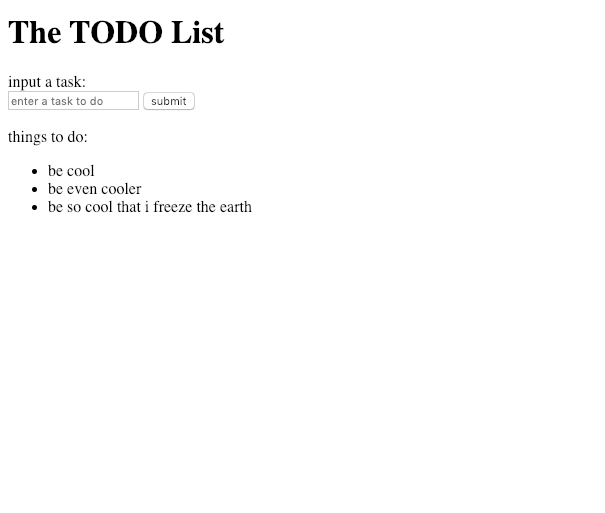 The TODO List
input a task:
enter a task to do submit
things to do:
be cool
be even cooler
be so cool that i freeze the earth